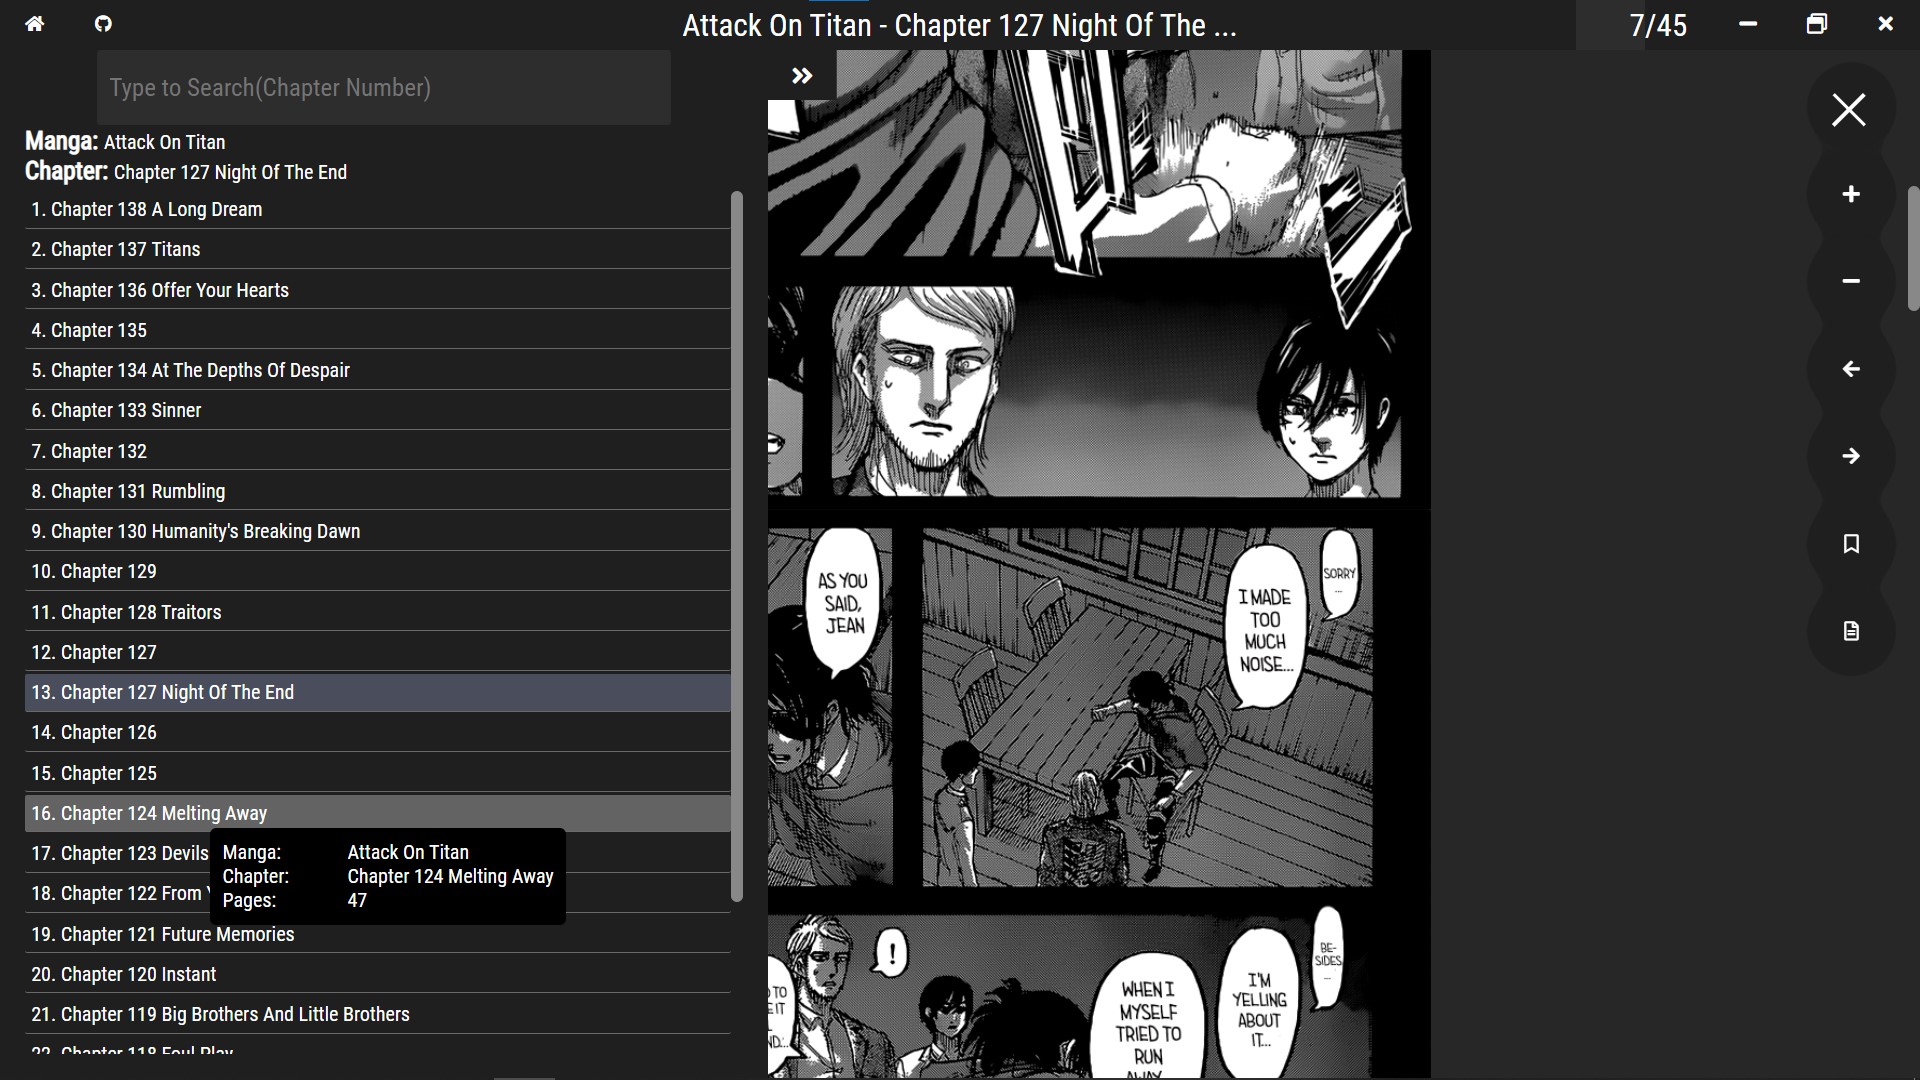 Attack On Titan - Chapter 127 Night Of The ...
7/45
Type to Search(Chapter Number)
Manga: Attack On Titan
Chapter: Chapter 127 Night Of The End
1. Chapter 138 A Long Dream
2. Chapter 137 Titans
3. Chapter 136 Offer Your Hearts
4. Chapter 135
5. Chapter 134 At The Depths Of Despair
6. Chapter 133 Sinner
7. Chapter 132
8. Chapter 131 Rumbling
9. Chapter 130 Humanity's Breaking Dawn
10. Chapter 129
11. Chapter 128 Traitors
12. Chapter 127
13. Chapter 127 Night Of The End
14. Chapter 126
15. Chapter 125
16. Chapter 124 Melting Away
17. Chapter 123 Devils
18. Chapter 122 From
19. Chapter 121 Future Memories
20. Chapter 120 Instant
21. Chapter 119 Big Brothers And Little Brothers
22. Chapter 118 Foul Play
Manga: Attack On Titan
Chapter: Chapter 124 Melting Away
Pages: 47
SORRY
...
I MADE
TOO
MUCH
NOISE...
AS YOU
SAID,
JEAN
BE-
SIDES
...
I'M
YELLING
ABOUT
IT...
WHEN I
MYSELF
TRIED TO
RUN
AWAY
!
TO